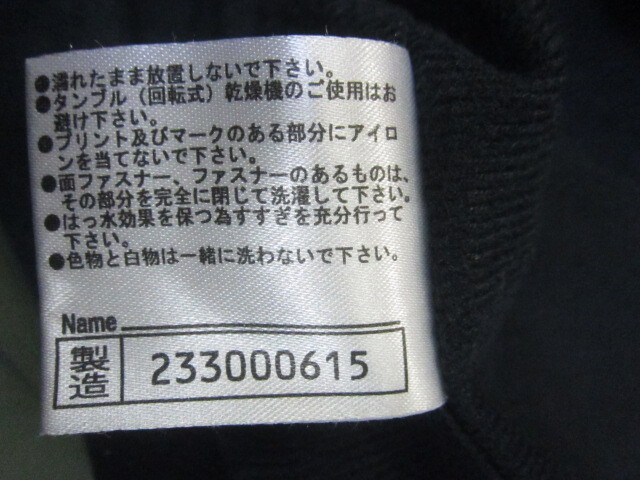 ●濡れたまま放置しないで下さい。
●タンブル（回転式）乾燥機のご使用はお
避け下さい。
●プリント及びマークのある部分にアイロ
ンを当てないで下さい。
●面ファスナー、ファスナーのあるものは、
その部分を完全に閉じて洗濯して下さい。
●はっ水効果を保つ為すすぎを充分行って
下さい。
●色物と白物は一緒に洗わないで下さい。
Name
製造 233000615